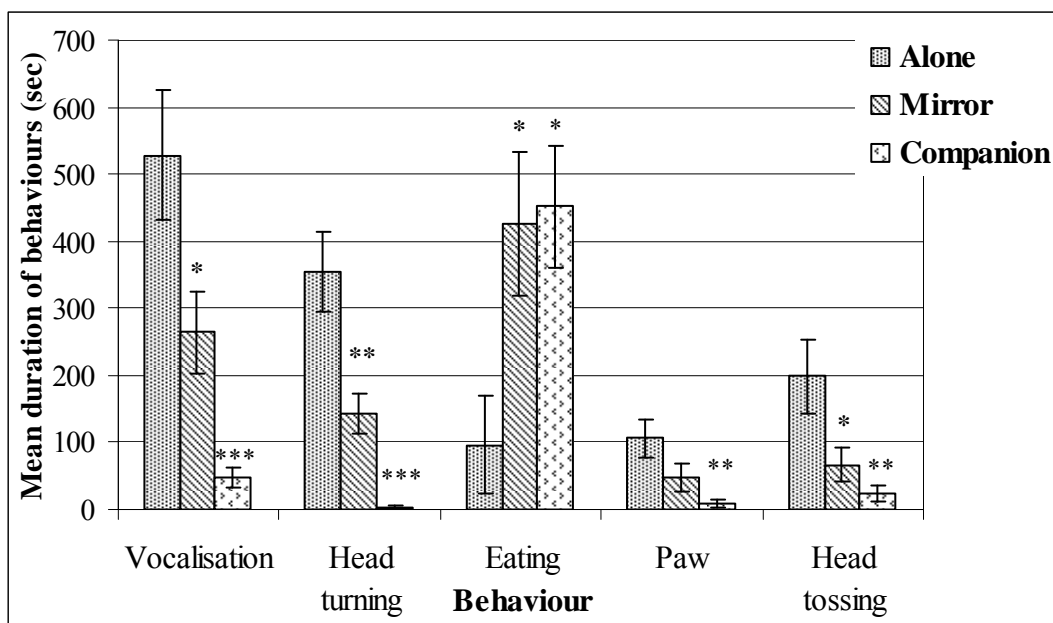 Mean duration of behaviours (sec)
700
600
500
400
300
200
100
0
Alone
Mirror
Companion
*
***
**
***
*
*
**
*
**
Vocalisation
Head
turning
Eating
Paw
Head
tossing
Behaviour